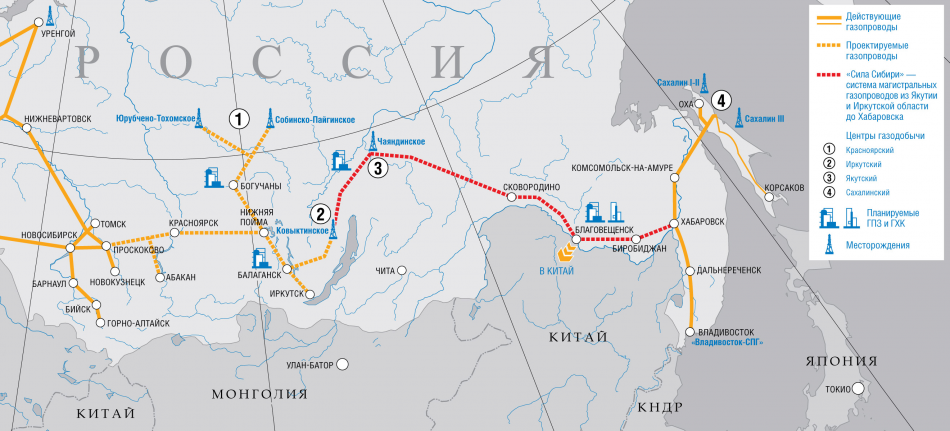 УРЕНГОЙ
РОССИЯ
Юрубчено-Тохомское
1
Собинско-Пайгинское
Чаяндинское
3
НИЖНЕВАРТОВСК
БОГУЧАНЫ
СКОВОРОДИНО
КОМСОМОЛЬСК-НА-АМУРЕ
Сахалин I-II
ОХА
4
Сахалин III
КОРСАКОВ
ТОМСК
КРАСНОЯРСК
НИЖНЯЯ
ПОЙМА
2
Ковыктинское
НОВОСИБИРСК
ПРОСКОКОВО
БЛАГОВЕЩЕНСК
БИРОБИДЖАН
ХАБАРОВСК
БАРНАУЛ
НОВОКУЗНЕЦК
АБАКАН
БАЛАГАНСК
ИРКУТСК
ЧИТА
В КИТАЙ
ДАЛЬНЕРЕЧЕНСК
БИЙСК
ГОРНО-АЛТАЙСК
ВЛАДИВОСТОК
«Владивосток-СПГ»
УЛАН-БАТОР
КИТАЙ
МОНГОЛИЯ
КИТАЙ
КНДР
ЯПОНИЯ
ТОКИО
Действующие
газопроводы
Проектируемые
газопроводы
«Сила Сибири» —
система магистральных
газопроводов из Якутии
и Иркутской области
до Хабаровска
Центры газодобычи
1 Красноярский
2 Иркутский
3 Якутский
4 Сахалинский
Планируемые
ГПЗ и ГХК
Месторождения